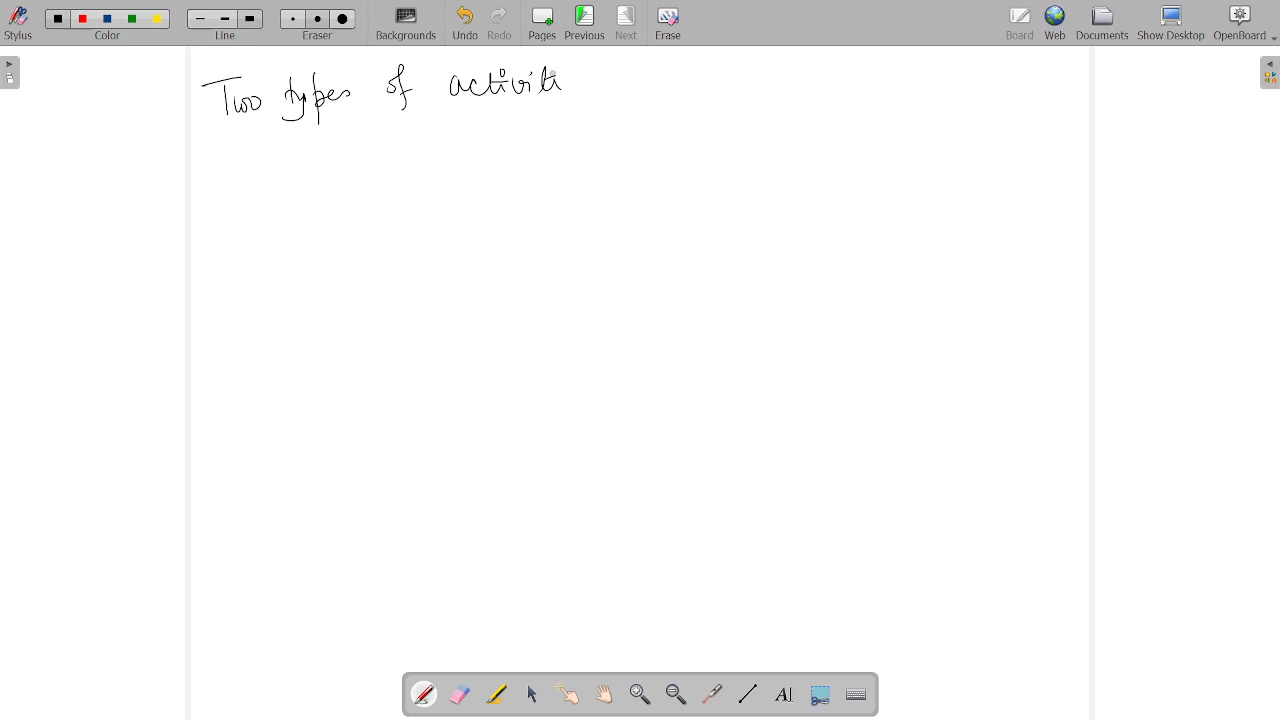 Stylus Color Line Eraser Backgrounds Undo Redo Pages Previous Next Erase Board Web Documents Show Desktop OpenBoard
Two types of activiti